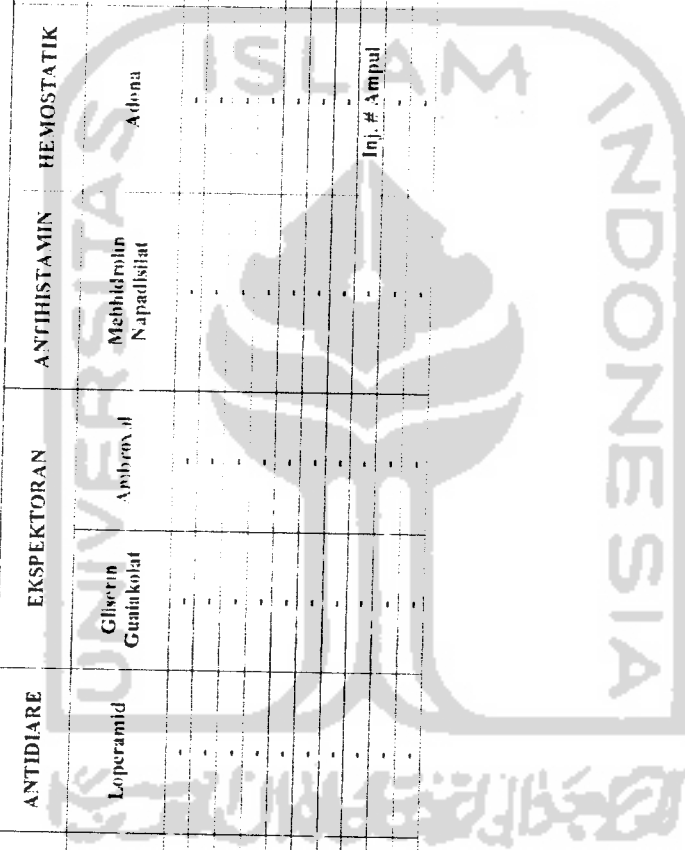 ANTIDIARE EKSPEKTORAN ANTIHISTAMIN HEMOSTATIK
Loperamid Gliserin Guaiakolat Ambroxol Mebhidrolin Napadisilat Adona
- - - - -
- - - - -
- - - - -
- - - - -
- - - - -
- - - - -
- - - - -
- - - - Inj. # Ampul
- - - - -
- - - - -
UNIVERSITAS ISLAM INDONESIA